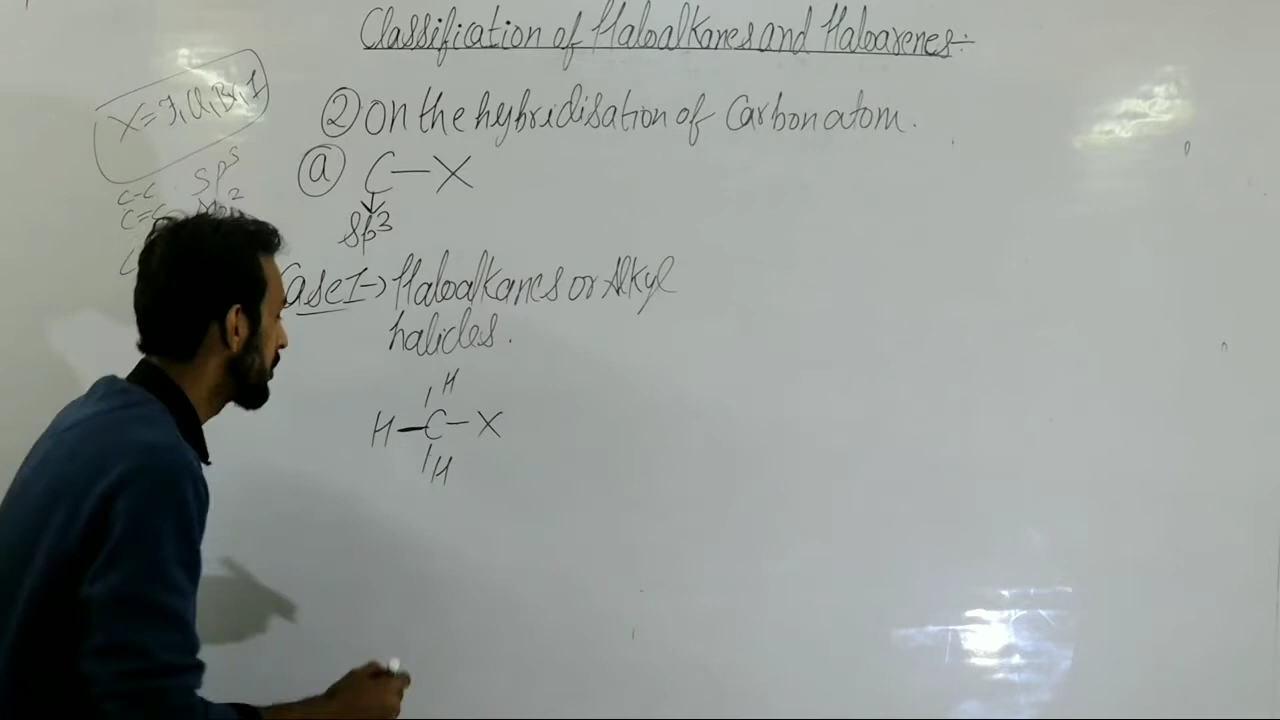 Classification of Haloalkanes and Haloarenes:-
X = F, Cl, Br, I
② On the hybridisation of Carbon atom.
ⓐ C — X
sp3
C-C sp3
C=C
Case I → Haloalkanes or Alkyl
halides.
H
H — C — X
H